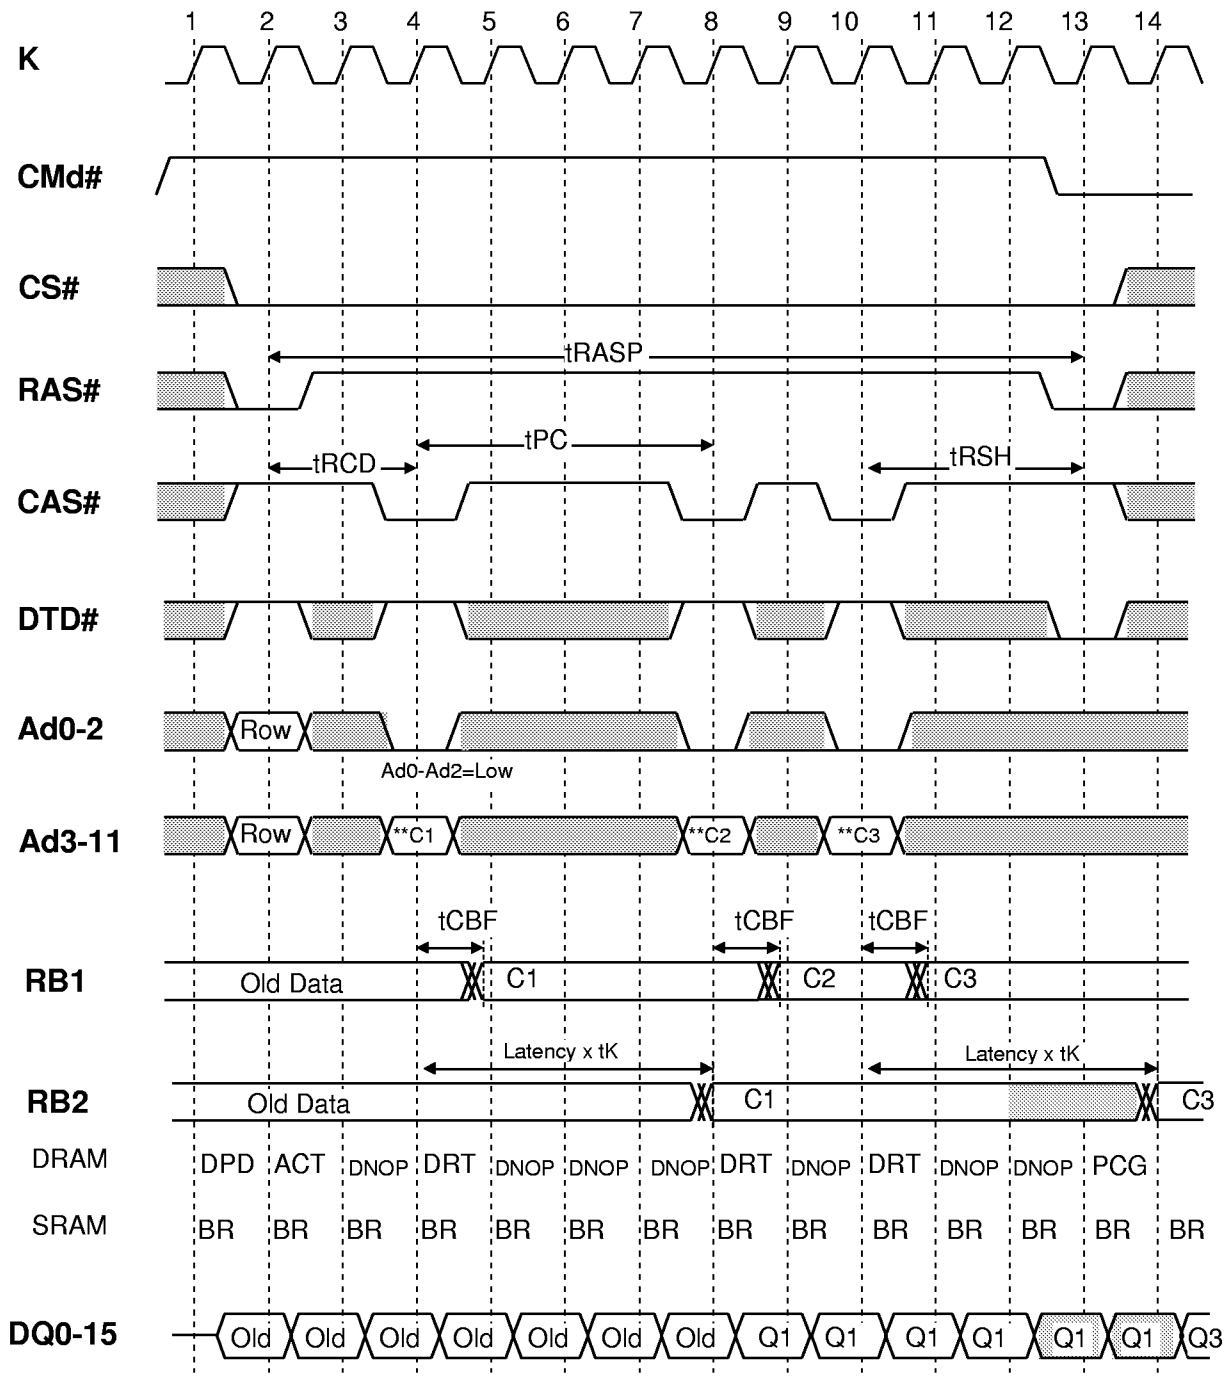 1 2 3 4 5 6 7 8 9 10 11 12 13 14
K
CMd#
CS#
tRASP
RAS#
tPC
tRCD tRSH
CAS#
DTD#
Ad0-2 Row
Ad0-Ad2=Low
Ad3-11 Row **C1 **C2 **C3
tCBF tCBF tCBF
RB1 Old Data C1 C2 C3
Latency x tK Latency x tK
RB2 Old Data C1 C3
DRAM DPD ACT DNOP DRT DNOP DNOP DNOP DRT DNOP DRT DNOP DNOP PCG
SRAM BR BR BR BR BR BR BR BR BR BR BR BR BR BR
DQ0-15 Old Old Old Old Old Old Old Q1 Q1 Q1 Q1 Q1 Q1 Q3